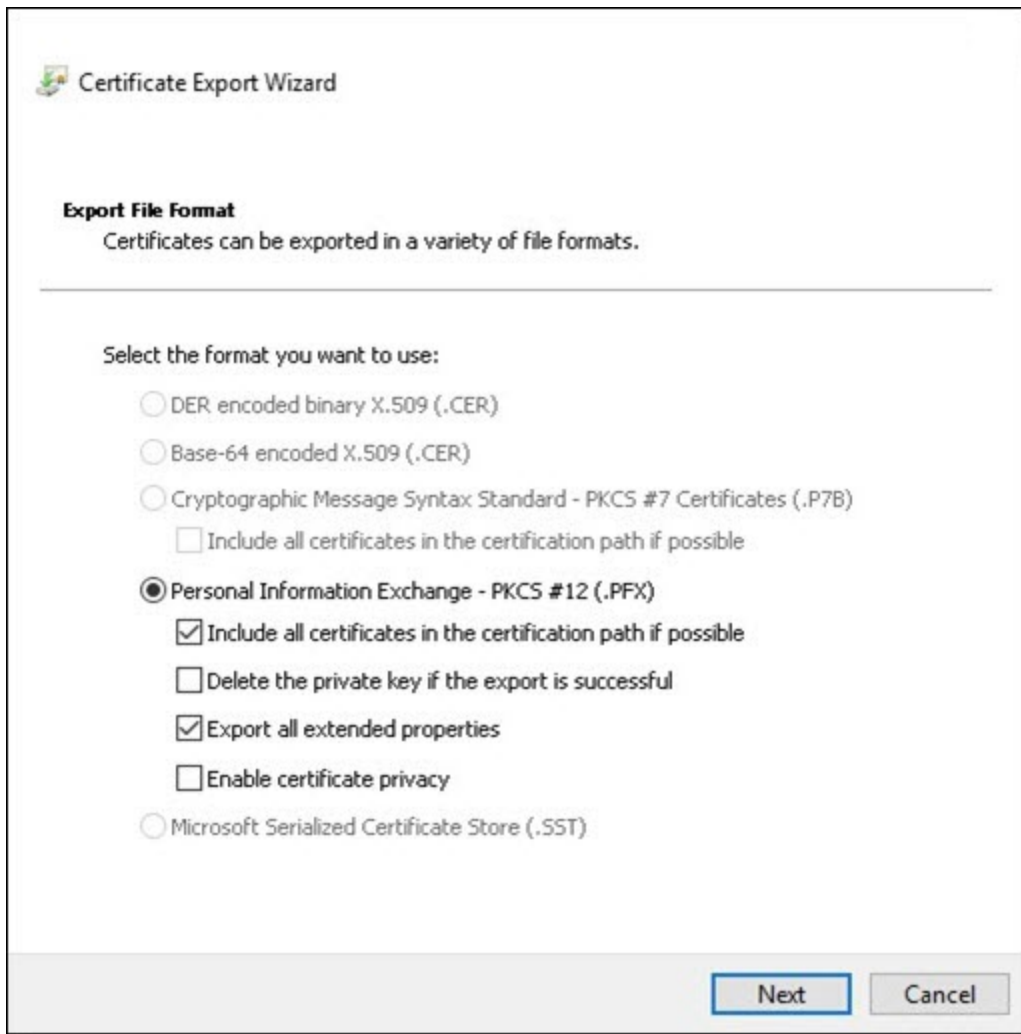 Certificate Export Wizard
Export File Format
Certificates can be exported in a variety of file formats.
Select the format you want to use:
DER encoded binary X.509 (.CER)
Base-64 encoded X.509 (.CER)
Cryptographic Message Syntax Standard - PKCS #7 Certificates (.P7B)
Include all certificates in the certification path if possible
Personal Information Exchange - PKCS #12 (.PFX)
Include all certificates in the certification path if possible
Delete the private key if the export is successful
Export all extended properties
Enable certificate privacy
Microsoft Serialized Certificate Store (.SST)
Next Cancel